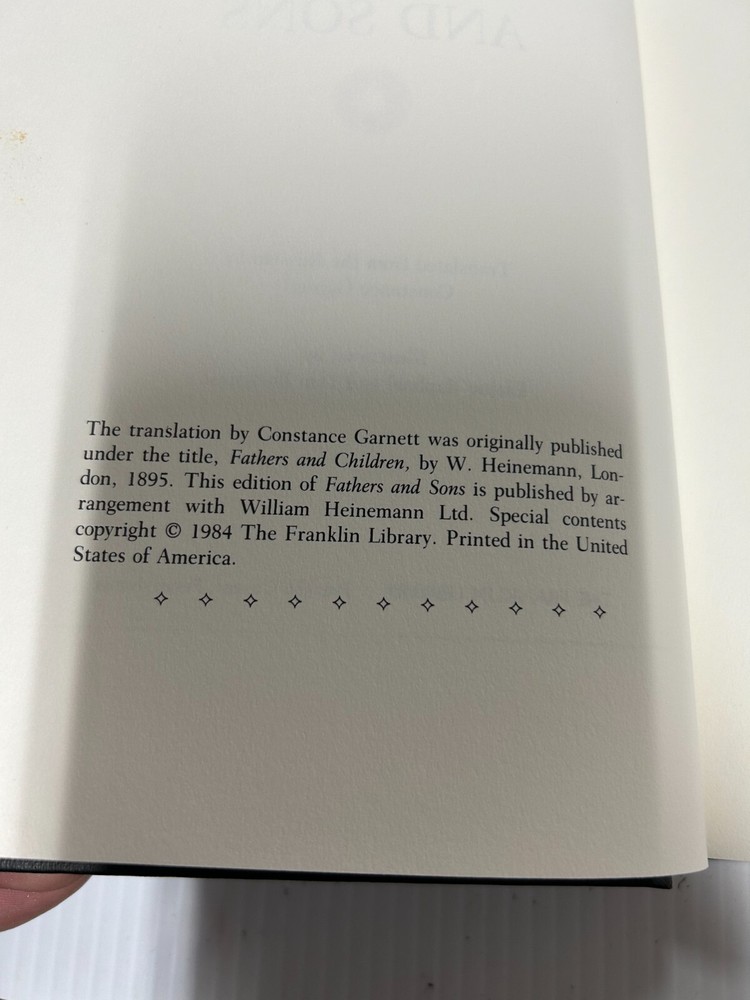 AND SONS
The translation by Constance Garnett was originally published
under the title, Fathers and Children, by W. Heinemann, Lon-
don, 1895. This edition of Fathers and Sons is published by ar-
rangement with William Heinemann Ltd. Special contents
copyright © 1984 The Franklin Library. Printed in the United
States of America.